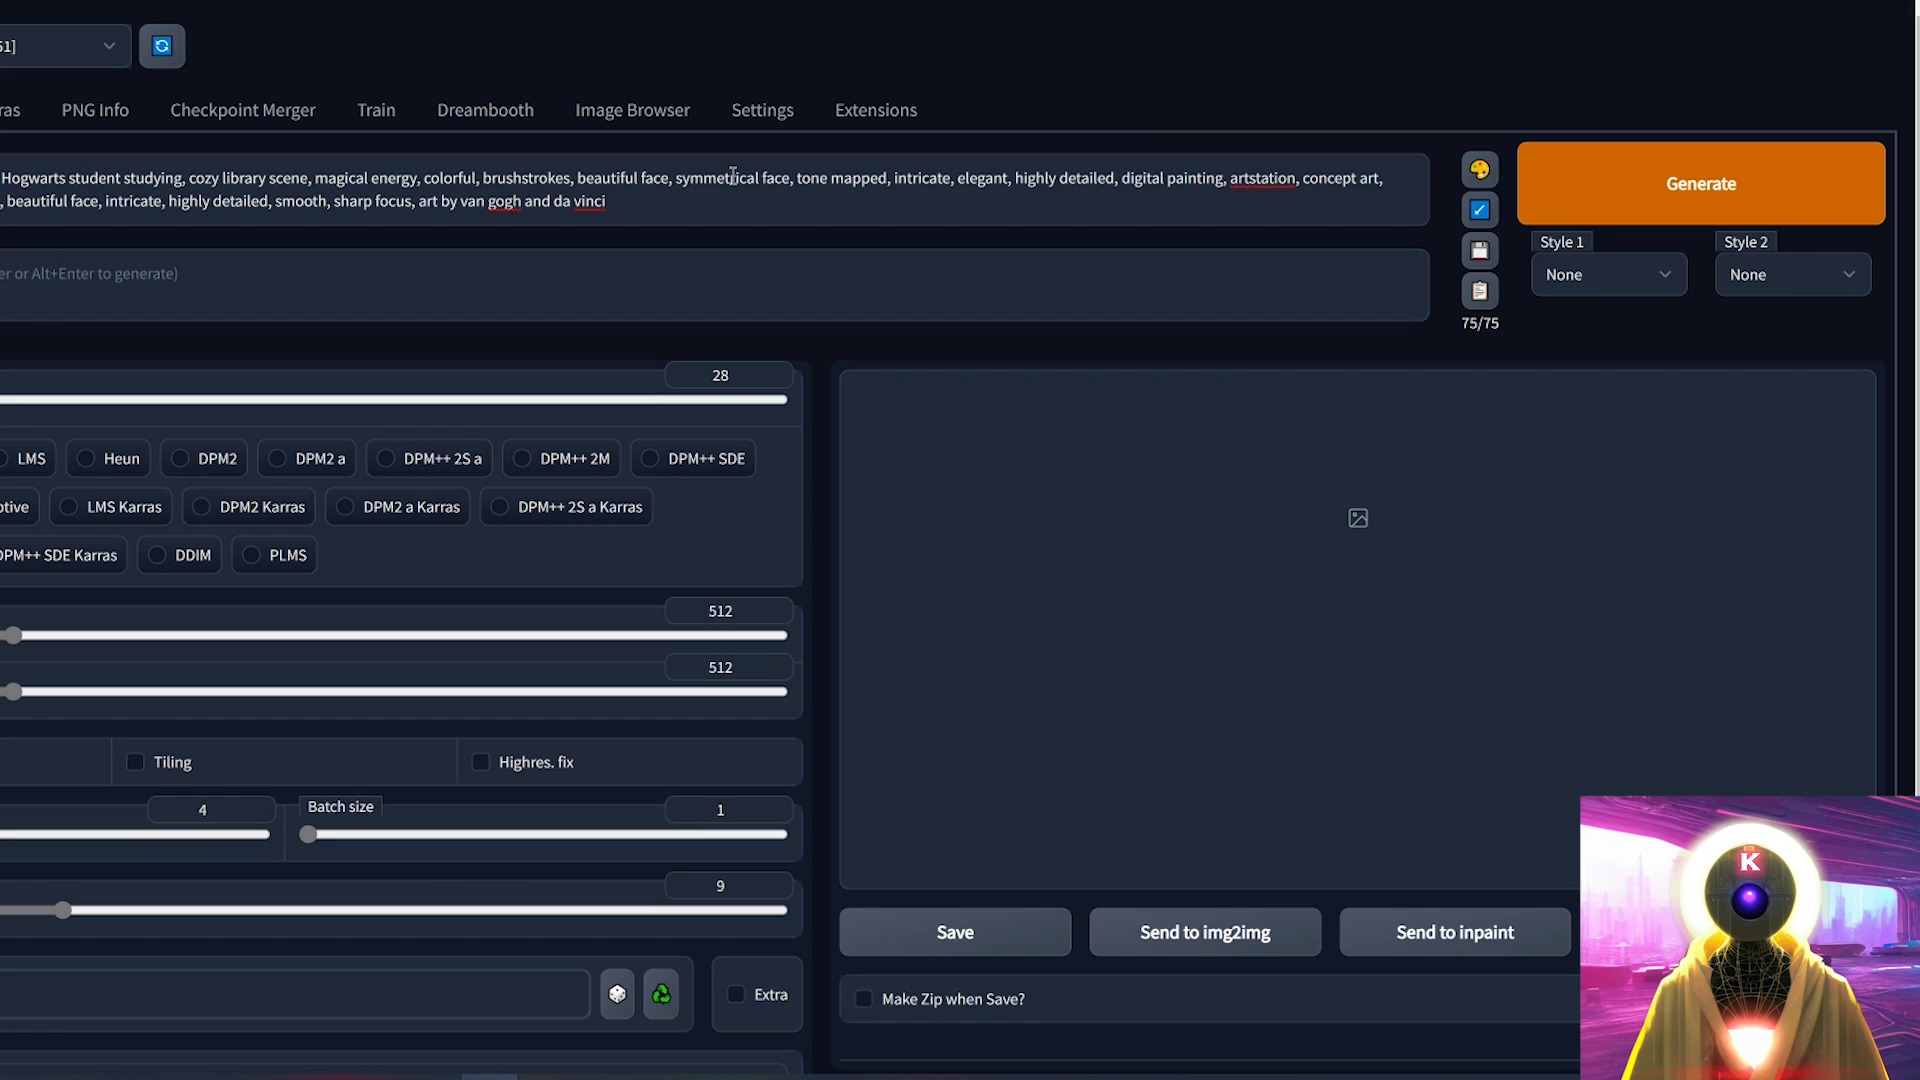 51]
ras PNG Info Checkpoint Merger Train Dreambooth Image Browser Settings Extensions
Hogwarts student studying, cozy library scene, magical energy, colorful, brushstrokes, beautiful face, symmetrical face, tone mapped, intricate, elegant, highly detailed, digital painting, artstation, concept art,
, beautiful face, intricate, highly detailed, smooth, sharp focus, art by van gogh and da vinci
Generate
Style 1 Style 2
None None
er or Alt+Enter to generate)
75/75
28
LMS Heun DPM2 DPM2 a DPM++ 2S a DPM++ 2M DPM++ SDE
ptive LMS Karras DPM2 Karras DPM2 a Karras DPM++ 2S a Karras
DPM++ SDE Karras DDIM PLMS
512
512
Tiling Highres. fix
4 Batch size 1
9
Extra
Save Send to img2img Send to inpaint
Make Zip when Save?
K